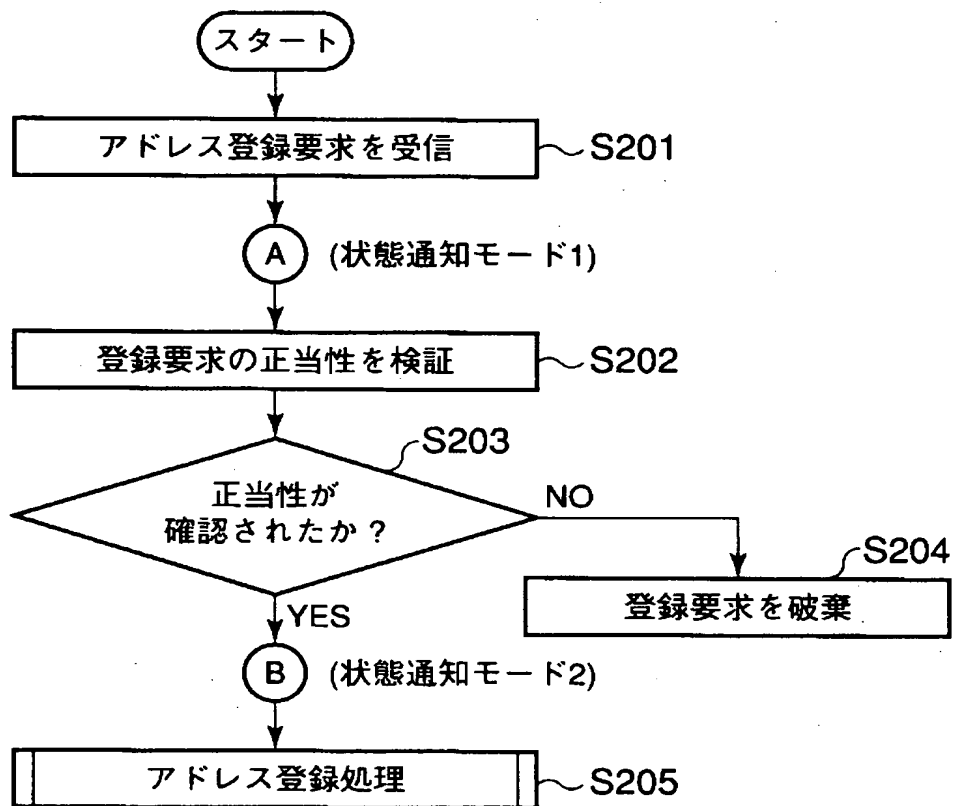 スタート
アドレス登録要求を受信
S201
A
(状態通知モード1)
登録要求の正当性を検証
S202
S203
正当性が
確認されたか？
NO
S204
登録要求を破棄
YES
B
(状態通知モード2)
アドレス登録処理
S205